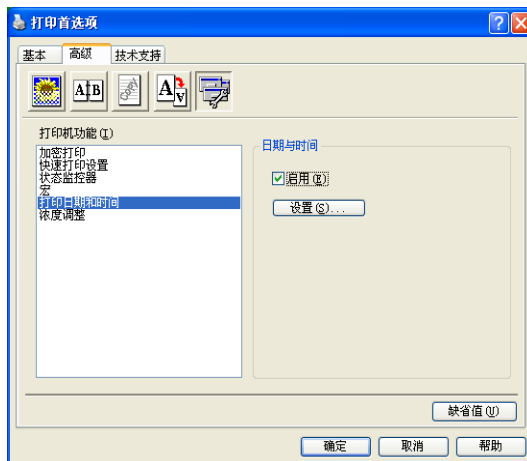 打印首选项
基本 高级 技术支持
A B
A A
打印机功能(I)
加密打印
快速打印设置
状态监控器
宏
打印日期和时间
浓度调整
日期与时间
启用(E)
设置(S)...
缺省值(U)
确定 取消 帮助